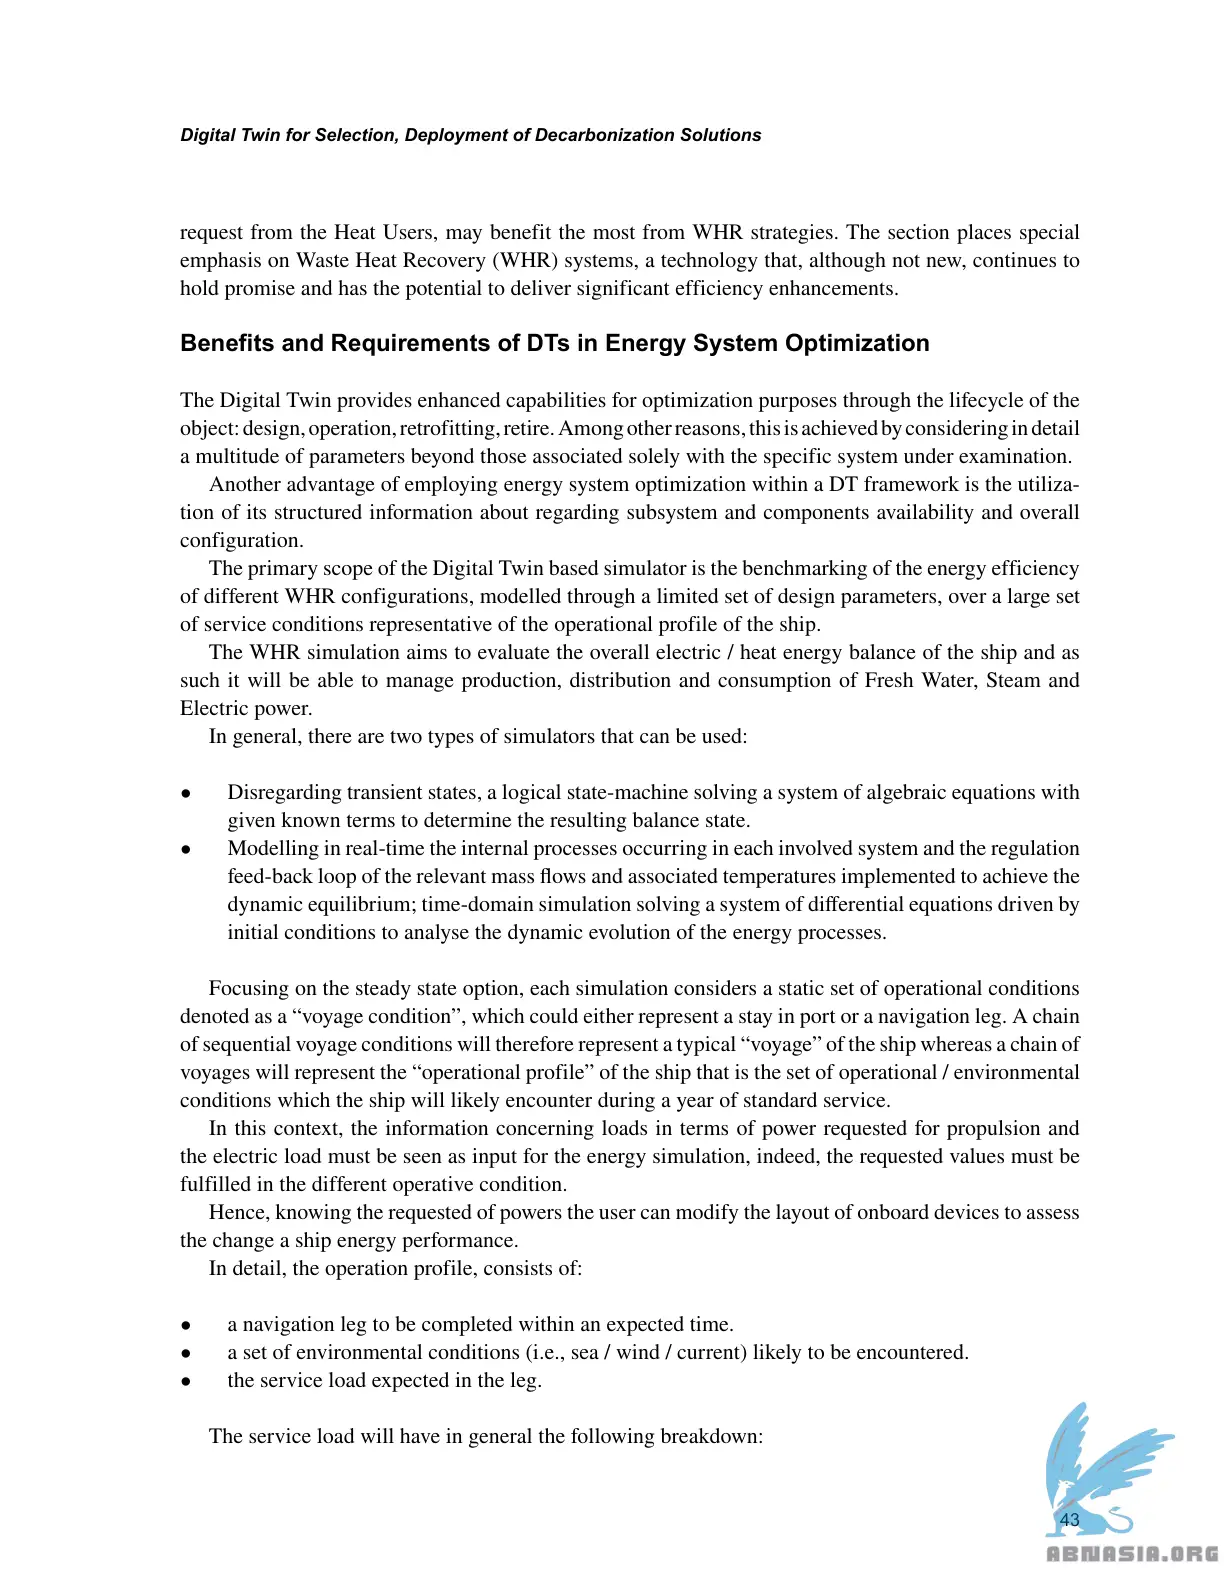 Digital Twin for Selection, Deployment of Decarbonization Solutions
request from the Heat Users, may benefit the most from WHR strategies. The section places special
emphasis on Waste Heat Recovery (WHR) systems, a technology that, although not new, continues to
hold promise and has the potential to deliver significant efficiency enhancements.
Benefits and Requirements of DTs in Energy System Optimization
The Digital Twin provides enhanced capabilities for optimization purposes through the lifecycle of the
object: design, operation, retrofitting, retire. Among other reasons, this is achieved by considering in detail
a multitude of parameters beyond those associated solely with the specific system under examination.
Another advantage of employing energy system optimization within a DT framework is the utiliza-
tion of its structured information about regarding subsystem and components availability and overall
configuration.
The primary scope of the Digital Twin based simulator is the benchmarking of the energy efficiency
of different WHR configurations, modelled through a limited set of design parameters, over a large set
of service conditions representative of the operational profile of the ship.
The WHR simulation aims to evaluate the overall electric / heat energy balance of the ship and as
such it will be able to manage production, distribution and consumption of Fresh Water, Steam and
Electric power.
In general, there are two types of simulators that can be used:
● Disregarding transient states, a logical state-machine solving a system of algebraic equations with
given known terms to determine the resulting balance state.
● Modelling in real-time the internal processes occurring in each involved system and the regulation
feed-back loop of the relevant mass flows and associated temperatures implemented to achieve the
dynamic equilibrium; time-domain simulation solving a system of differential equations driven by
initial conditions to analyse the dynamic evolution of the energy processes.
Focusing on the steady state option, each simulation considers a static set of operational conditions
denoted as a “voyage condition”, which could either represent a stay in port or a navigation leg. A chain
of sequential voyage conditions will therefore represent a typical “voyage” of the ship whereas a chain of
voyages will represent the “operational profile” of the ship that is the set of operational / environmental
conditions which the ship will likely encounter during a year of standard service.
In this context, the information concerning loads in terms of power requested for propulsion and
the electric load must be seen as input for the energy simulation, indeed, the requested values must be
fulfilled in the different operative condition.
Hence, knowing the requested of powers the user can modify the layout of onboard devices to assess
the change a ship energy performance.
In detail, the operation profile, consists of:
● a navigation leg to be completed within an expected time.
● a set of environmental conditions (i.e., sea / wind / current) likely to be encountered.
● the service load expected in the leg.
The service load will have in general the following breakdown:
43
ABNASIA.ORG